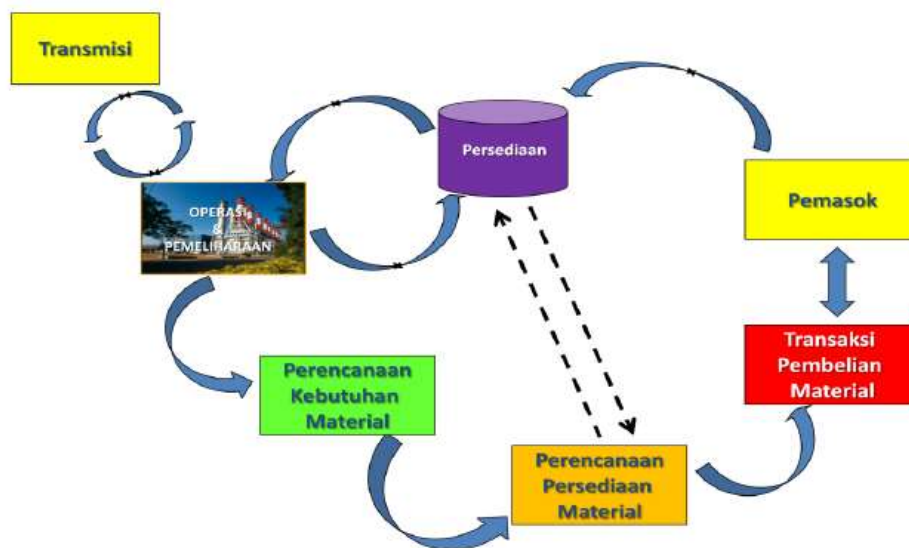 Transmisi
Persediaan
Pemasok
OPERASI
&
PEMELIHARAAN
Transaksi
Pembelian
Material
Perencanaan
Kebutuhan
Material
Perencanaan
Persediaan
Material